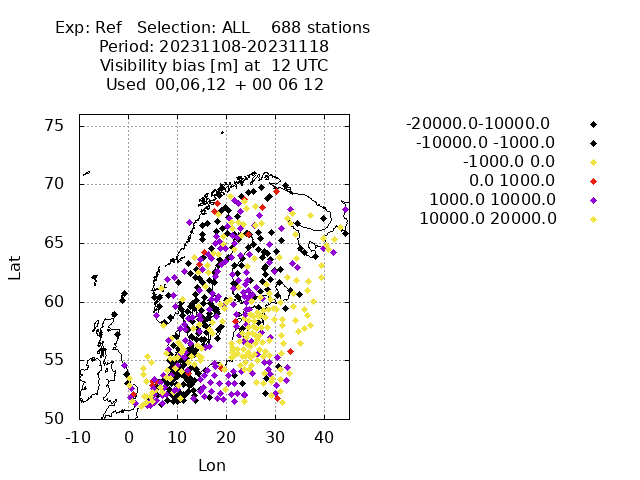 Exp: Ref   Selection: ALL    688 stations
Period: 20231108-20231118
Visibility bias [m] at  12 UTC
Used  00,06,12  + 00 06 12
-20000.0-10000.0
-10000.0 -1000.0
-1000.0 0.0
0.0 1000.0
1000.0 10000.0
10000.0 20000.0
75
70
65
60
55
50
Lat
-10 0 10 20 30 40
Lon